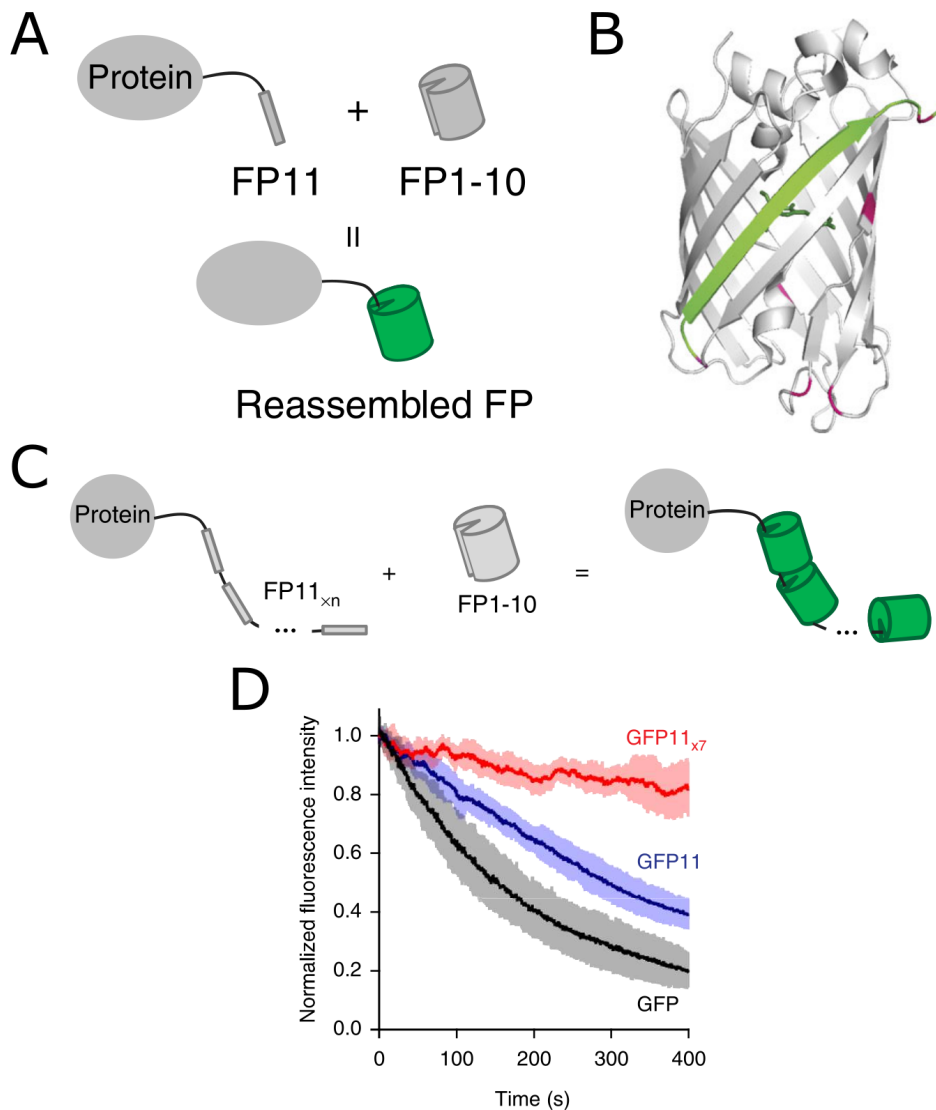 A
B
Protein
+
FP11
FP1-10
=
Reassembled FP
C
Protein
FP11×n
...
+
FP1-10
=
Protein
...
D
Normalized fluorescence intensity
1.0
0.8
0.6
0.4
0.2
0.0
GFP11x7
GFP11
GFP
0 100 200 300 400
Time (s)